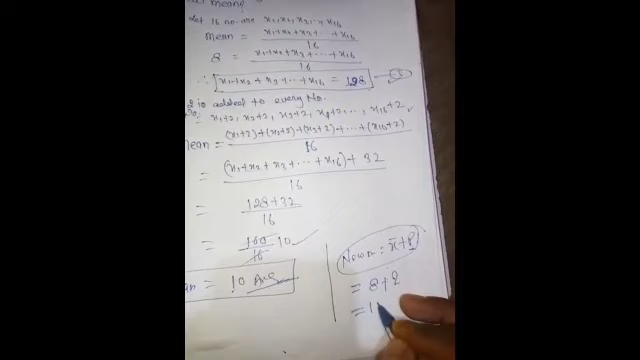 mean?
Let 16 no. are x₁, x₂, x₃, ..., x₁₆
Mean = (x₁+x₂+x₃+...+x₁₆)/16
8 = (x₁+x₂+x₃+...+x₁₆)/16
∴ x₁+x₂+x₃+...+x₁₆ = 128
2 is added to every No.
x₁+2, x₂+2, x₃+2, x₄+2, ..., x₁₆+2
= ((x₁+2)+(x₂+2)+(x₃+2)+...+(x₁₆+2))/16
= ((x₁+x₂+x₃+...+x₁₆)+32)/16
= (128+32)/16
= 160/16 10
= 10 Ans
x̄+2
= 8+2
= 1